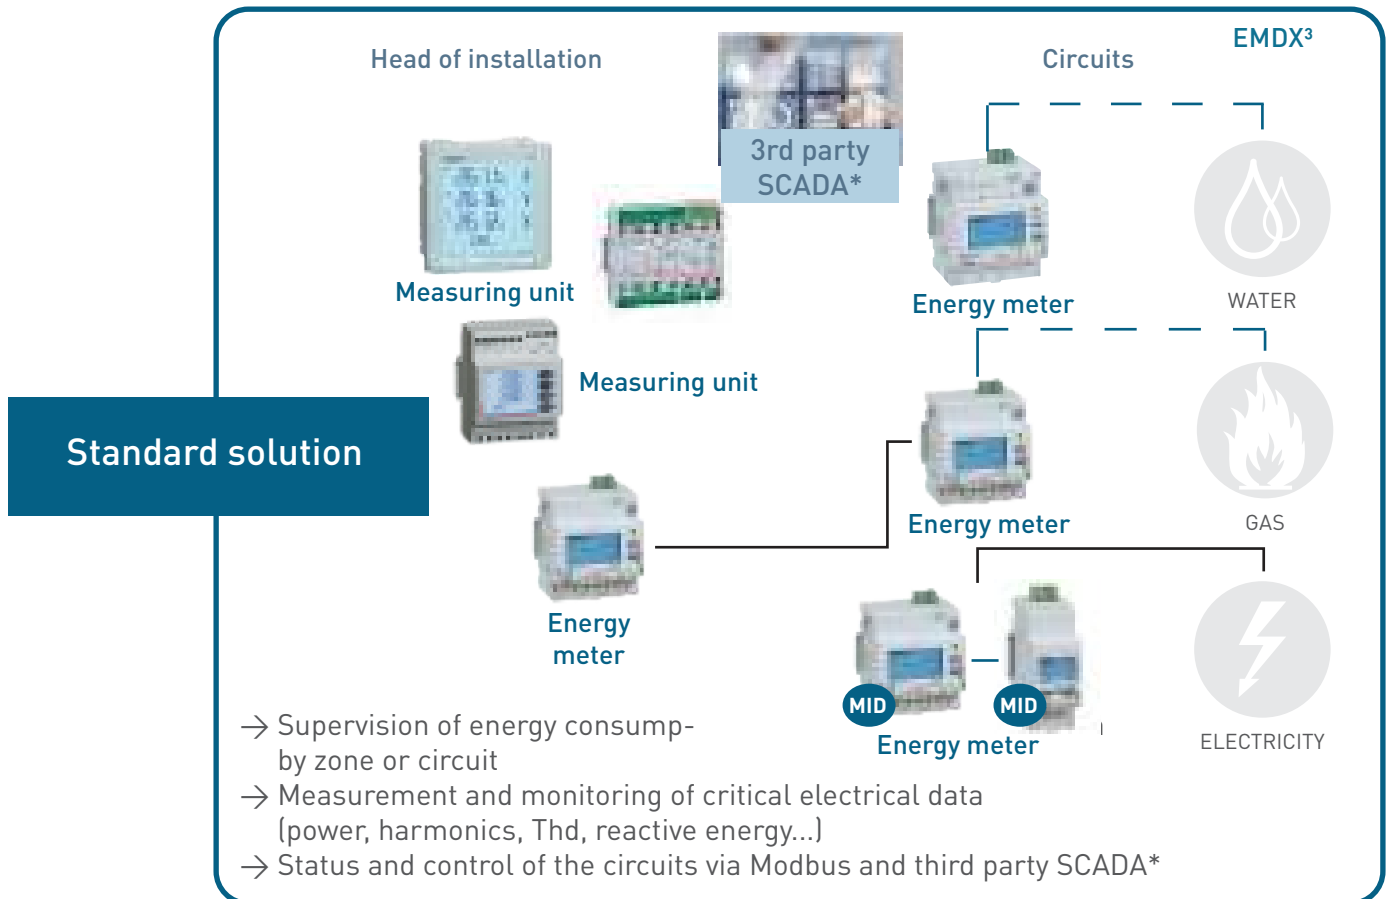 EMDX³
Head of installation
Circuits
3rd party
SCADA*
Measuring unit
Energy meter
WATER
Measuring unit
Standard solution
Energy meter
GAS
Energy
meter
MID
MID
Energy meter
ELECTRICITY
→ Supervision of energy consump-
by zone or circuit
→ Measurement and monitoring of critical electrical data
(power, harmonics, Thd, reactive energy...)
→ Status and control of the circuits via Modbus and third party SCADA*